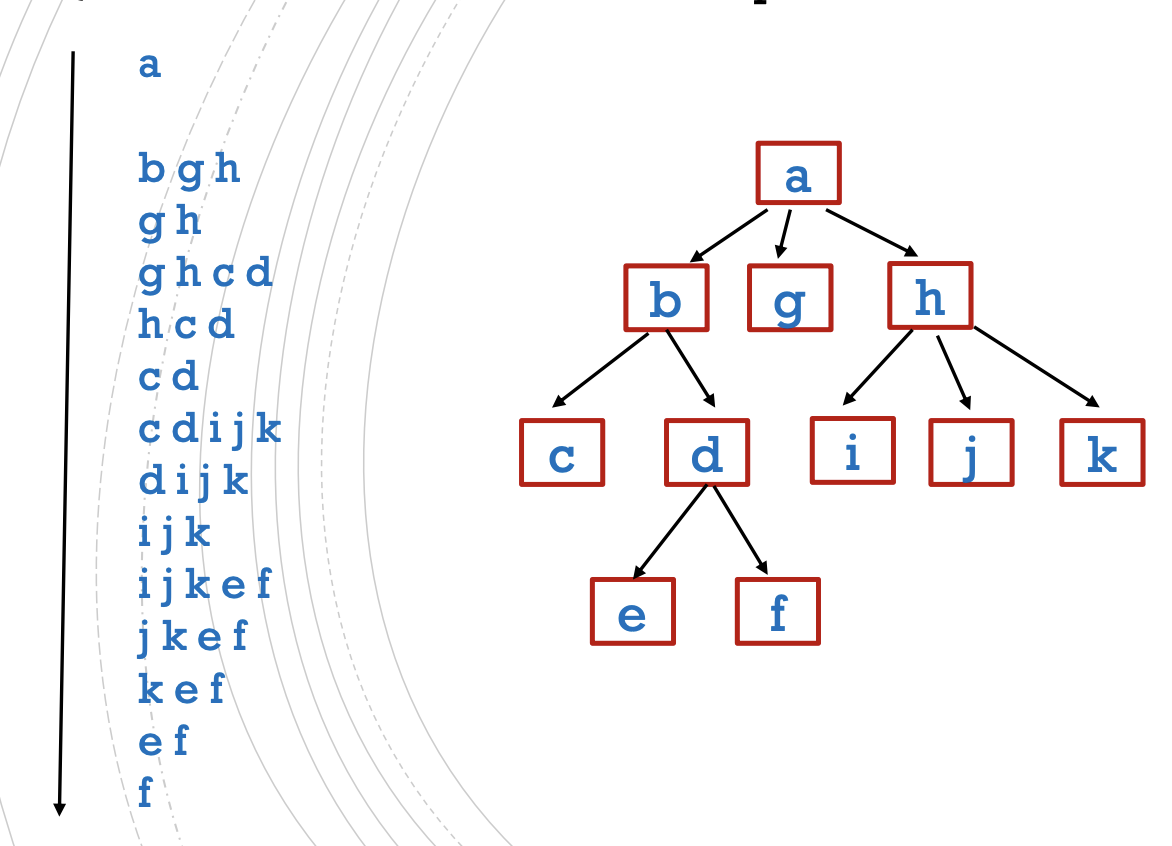 a
b g h
g h
g h c d
h c d
c d
c d i j k
d i j k
i j k
i j k e f
j k e f
k e f
e f
f
a
b g h
c d i j k
e f